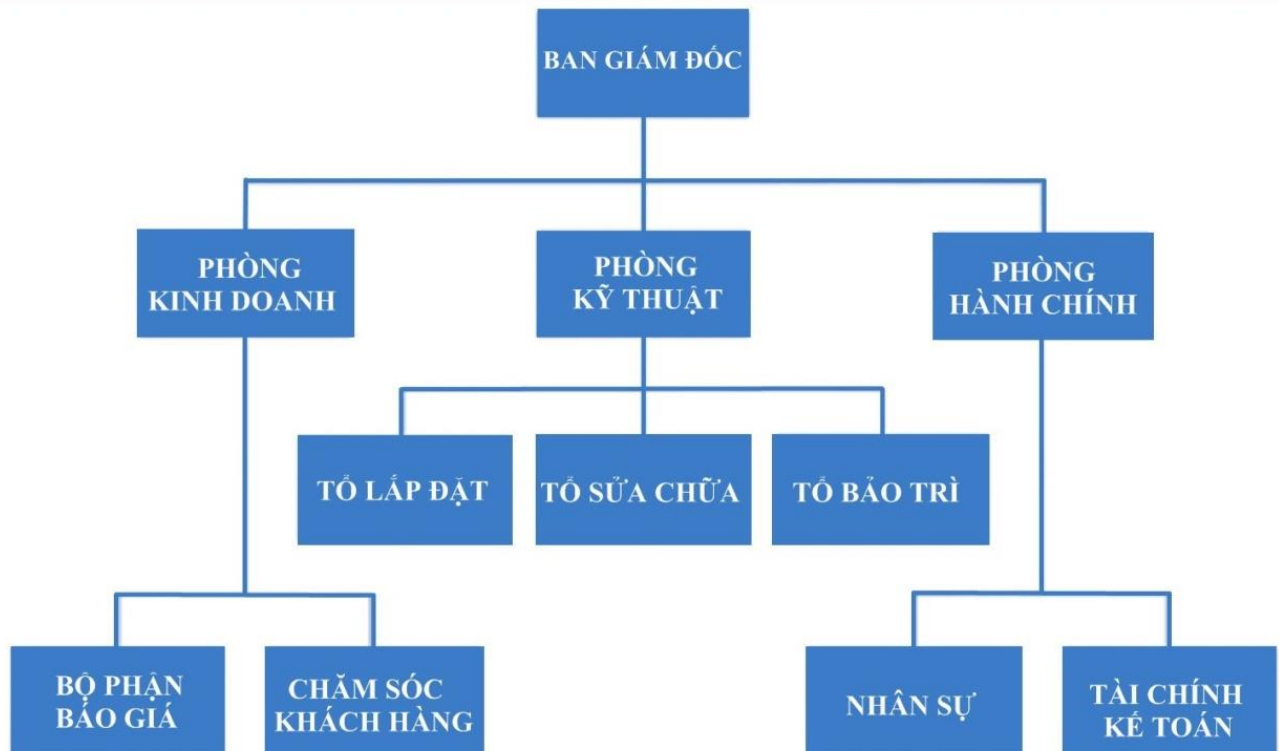 BAN GIÁM ĐỐC
PHÒNG
KINH DOANH
PHÒNG
KỸ THUẬT
PHÒNG
HÀNH CHÍNH
TỔ LẮP ĐẶT
TỔ SỬA CHỮA
TỔ BẢO TRÌ
BỘ PHẬN
BÁO GIÁ
CHĂM SÓC
KHÁCH HÀNG
NHÂN SỰ
TÀI CHÍNH
KẾ TOÁN